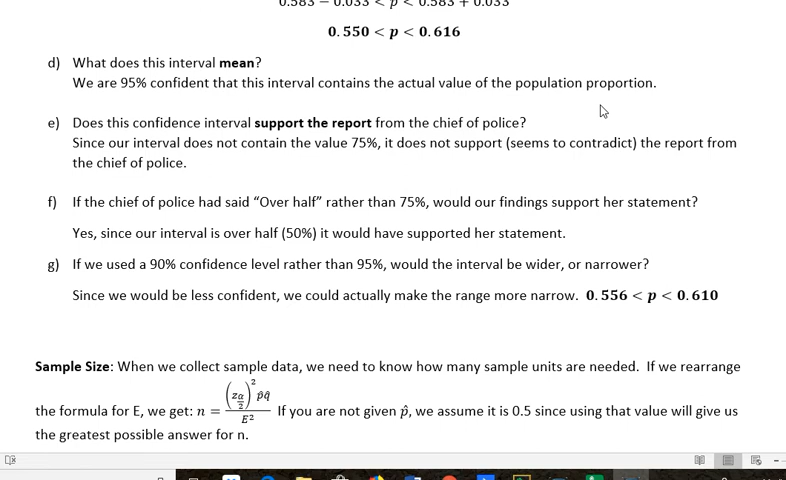 0.583 − 0.033 < p < 0.583 + 0.033
0.550 < p < 0.616
d) What does this interval mean?
We are 95% confident that this interval contains the actual value of the population proportion.
e) Does this confidence interval support the report from the chief of police?
Since our interval does not contain the value 75%, it does not support (seems to contradict) the report from
the chief of police.
f) If the chief of police had said “Over half” rather than 75%, would our findings support her statement?
Yes, since our interval is over half (50%) it would have supported her statement.
g) If we used a 90% confidence level rather than 95%, would the interval be wider, or narrower?
Since we would be less confident, we could actually make the range more narrow. 0.556 < p < 0.610
Sample Size: When we collect sample data, we need to know how many sample units are needed. If we rearrange
the formula for E, we get: n = (z_{α/2})² p̂q̂ / E² If you are not given p̂, we assume it is 0.5 since using that value will give us
the greatest possible answer for n.